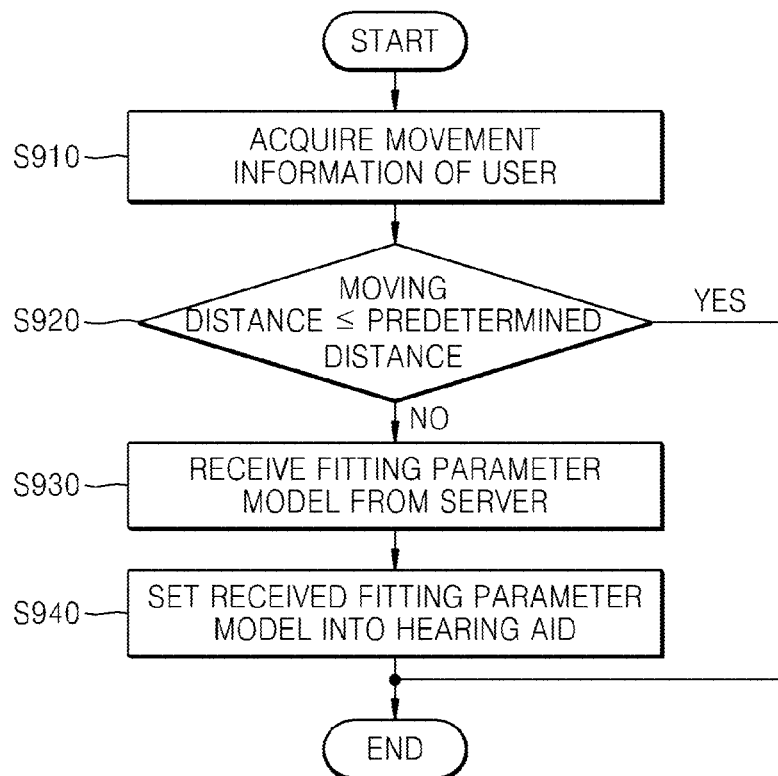 START
S910
ACQUIRE MOVEMENT
INFORMATION OF USER
S920
MOVING
DISTANCE ≤ PREDETERMINED
DISTANCE
YES
NO
S930
RECEIVE FITTING PARAMETER
MODEL FROM SERVER
S940
SET RECEIVED FITTING PARAMETER
MODEL INTO HEARING AID
END